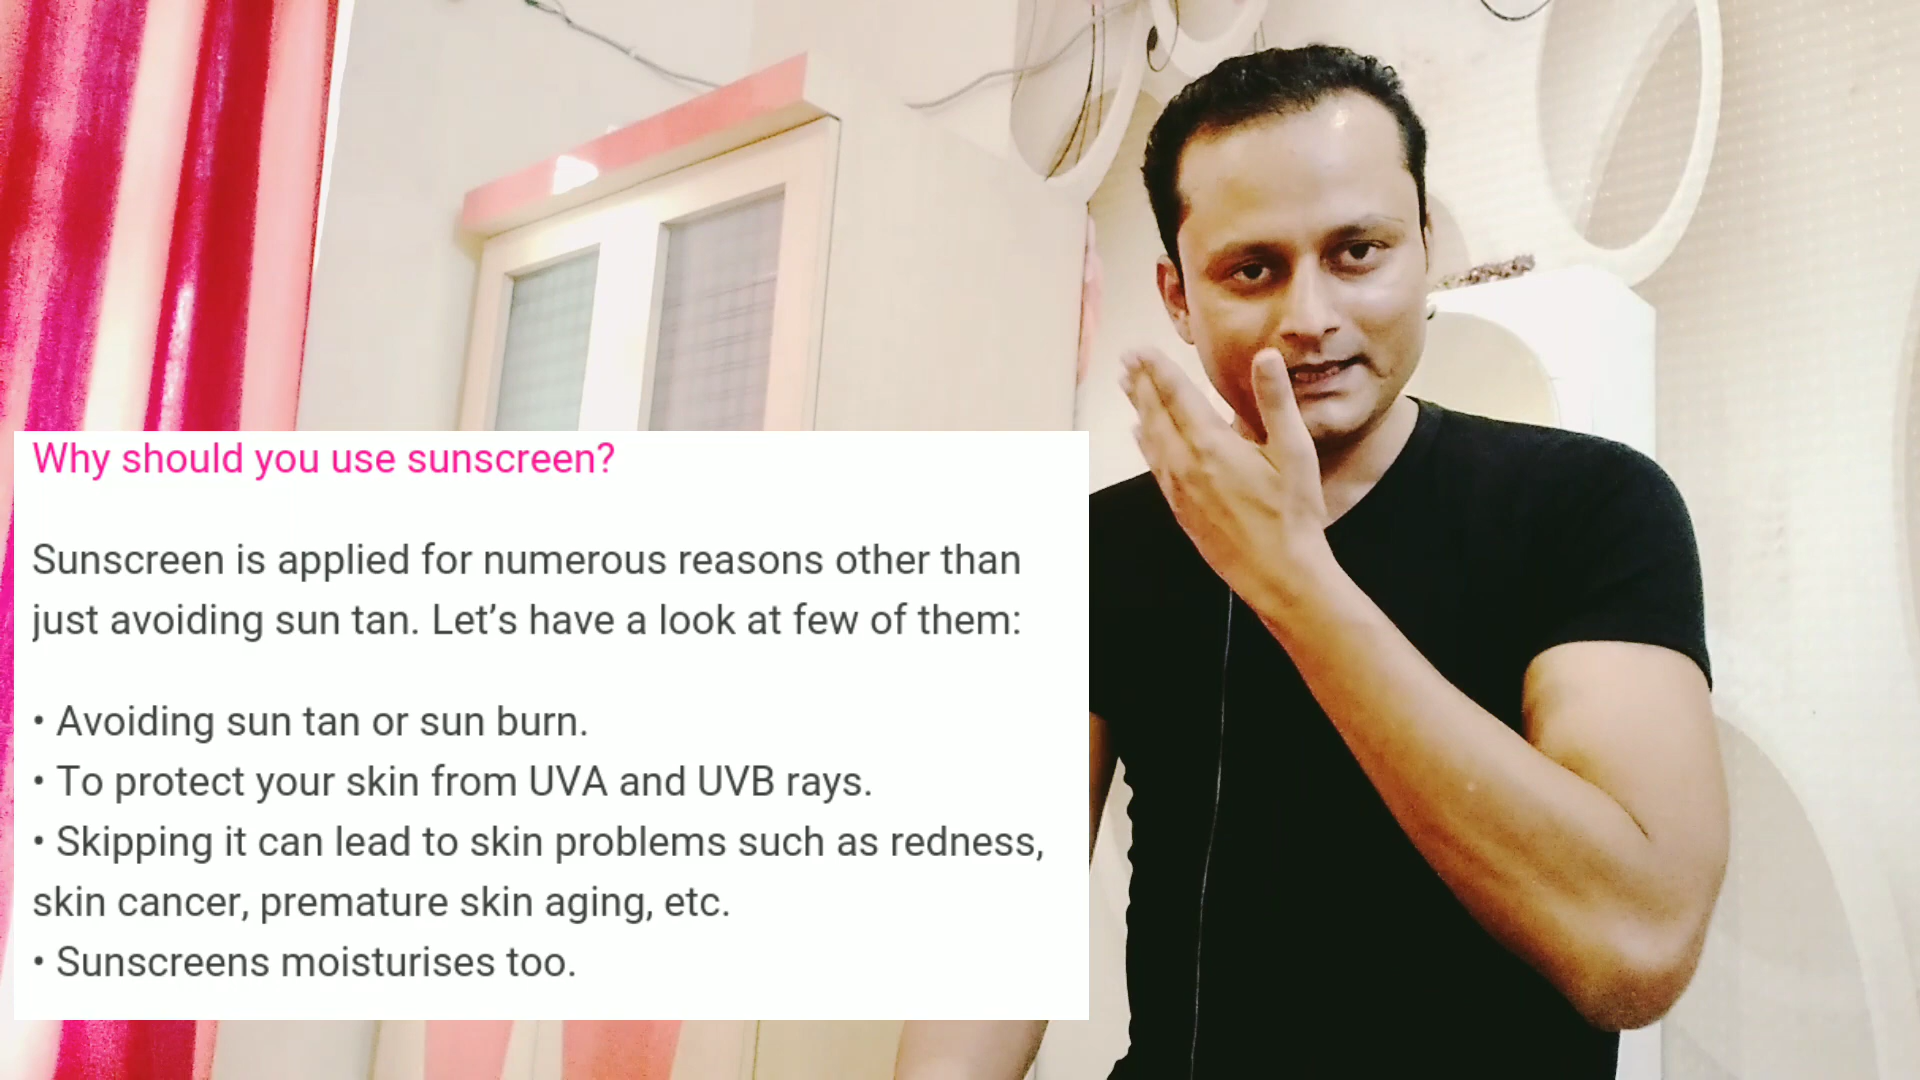 Why should you use sunscreen?
Sunscreen is applied for numerous reasons other than
just avoiding sun tan. Let’s have a look at few of them:
• Avoiding sun tan or sun burn.
• To protect your skin from UVA and UVB rays.
• Skipping it can lead to skin problems such as redness,
skin cancer, premature skin aging, etc.
• Sunscreens moisturises too.